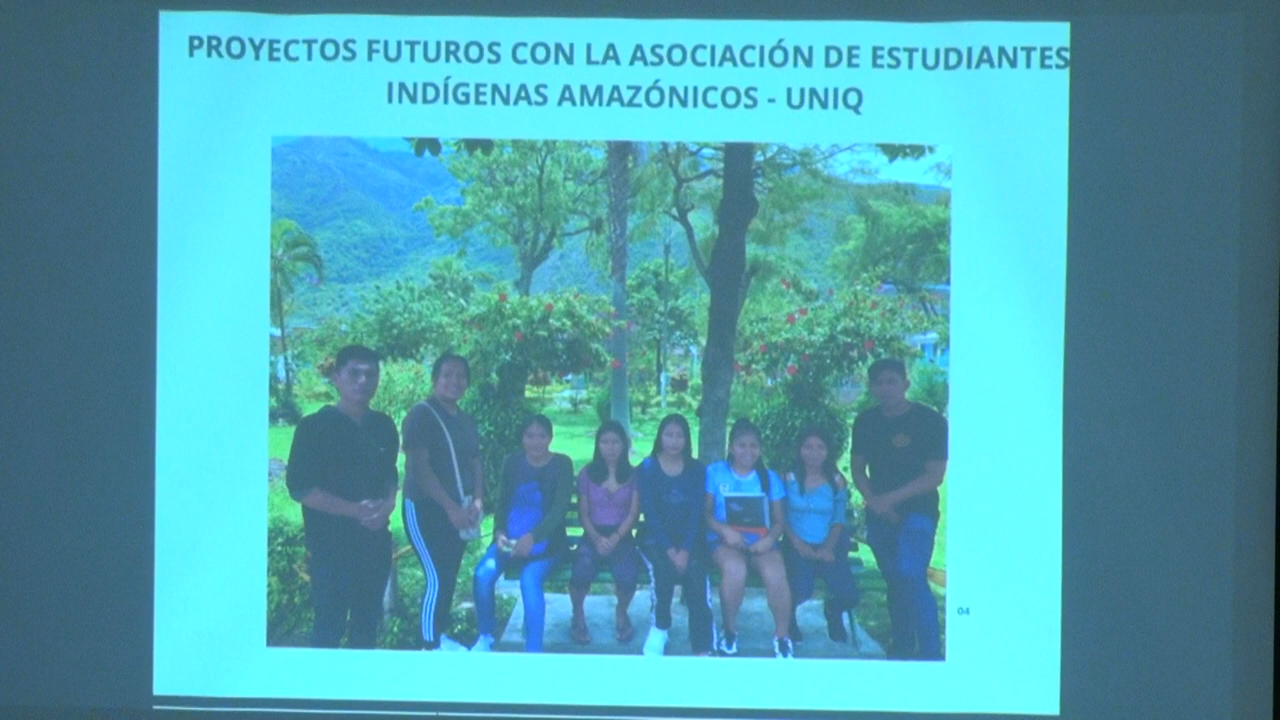 PROYECTOS FUTUROS CON LA ASOCIACIÓN DE ESTUDIANTES
INDÍGENAS AMAZÓNICOS - UNIQ
04